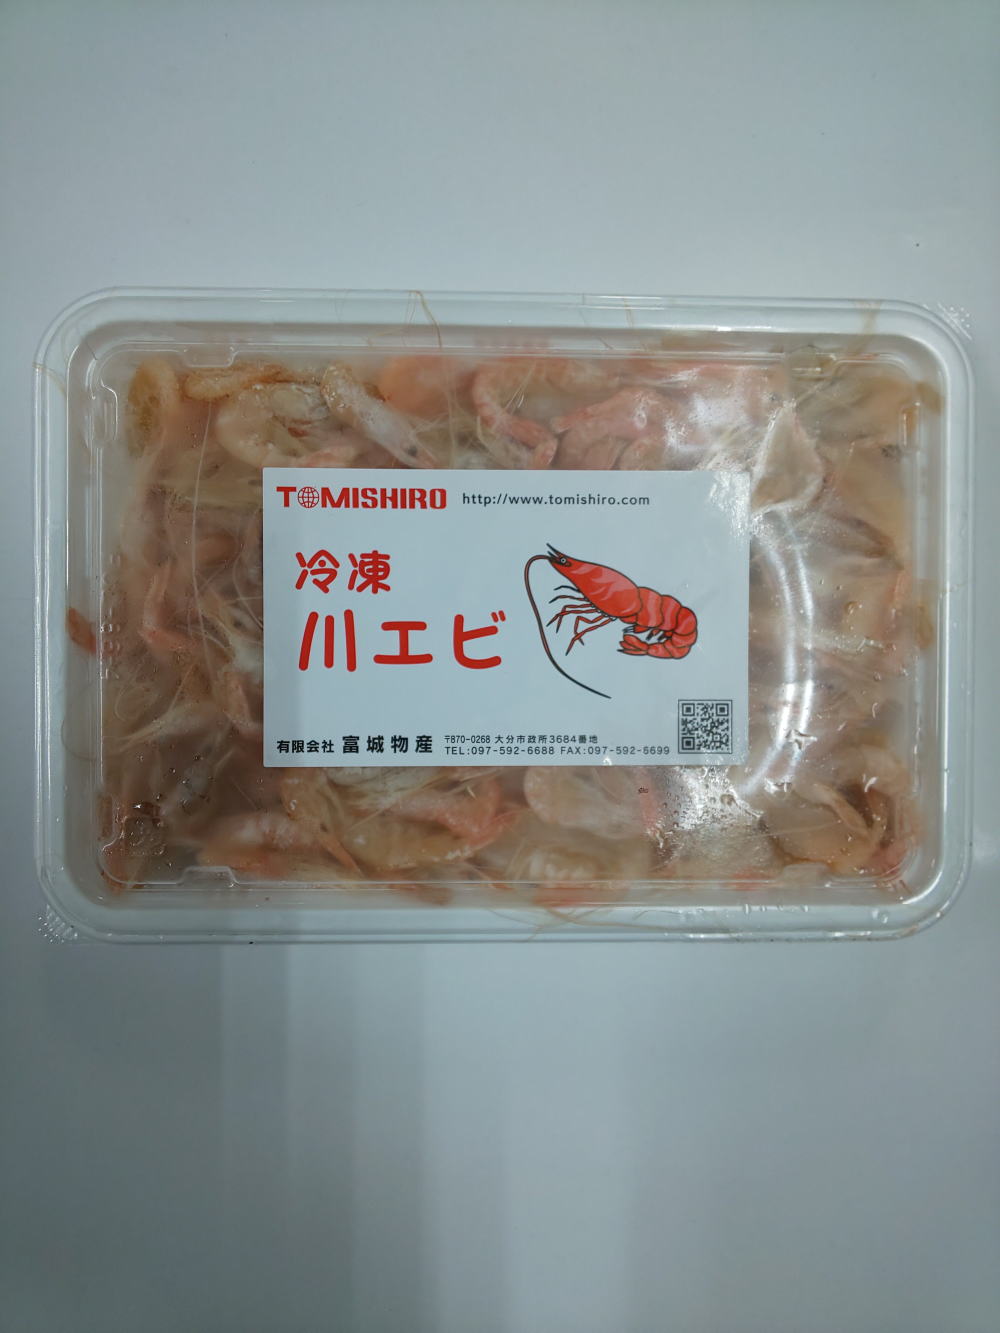 TOMISHIRO http://www.tomishiro.com
冷凍
川エビ
有限会社 富城物産 〒870-0268 大分市政所3684番地
TEL:097-592-6688 FAX:097-592-6699